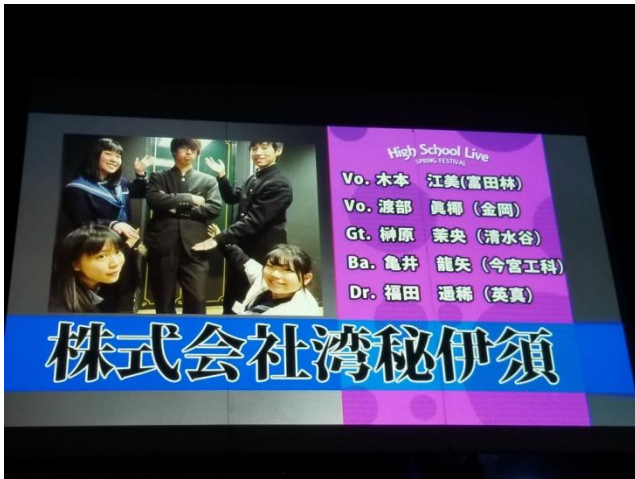 High School Live
SPRING FESTIVAL
Vo. 木本 江美(富田林)
Vo. 渡部 眞椰 (金岡)
Gt. 榊原 茉央 (清水谷)
Ba. 亀井 龍矢 (今宮工科)
Dr. 福田 遥稀 (英真)
株式会社湾秘伊須